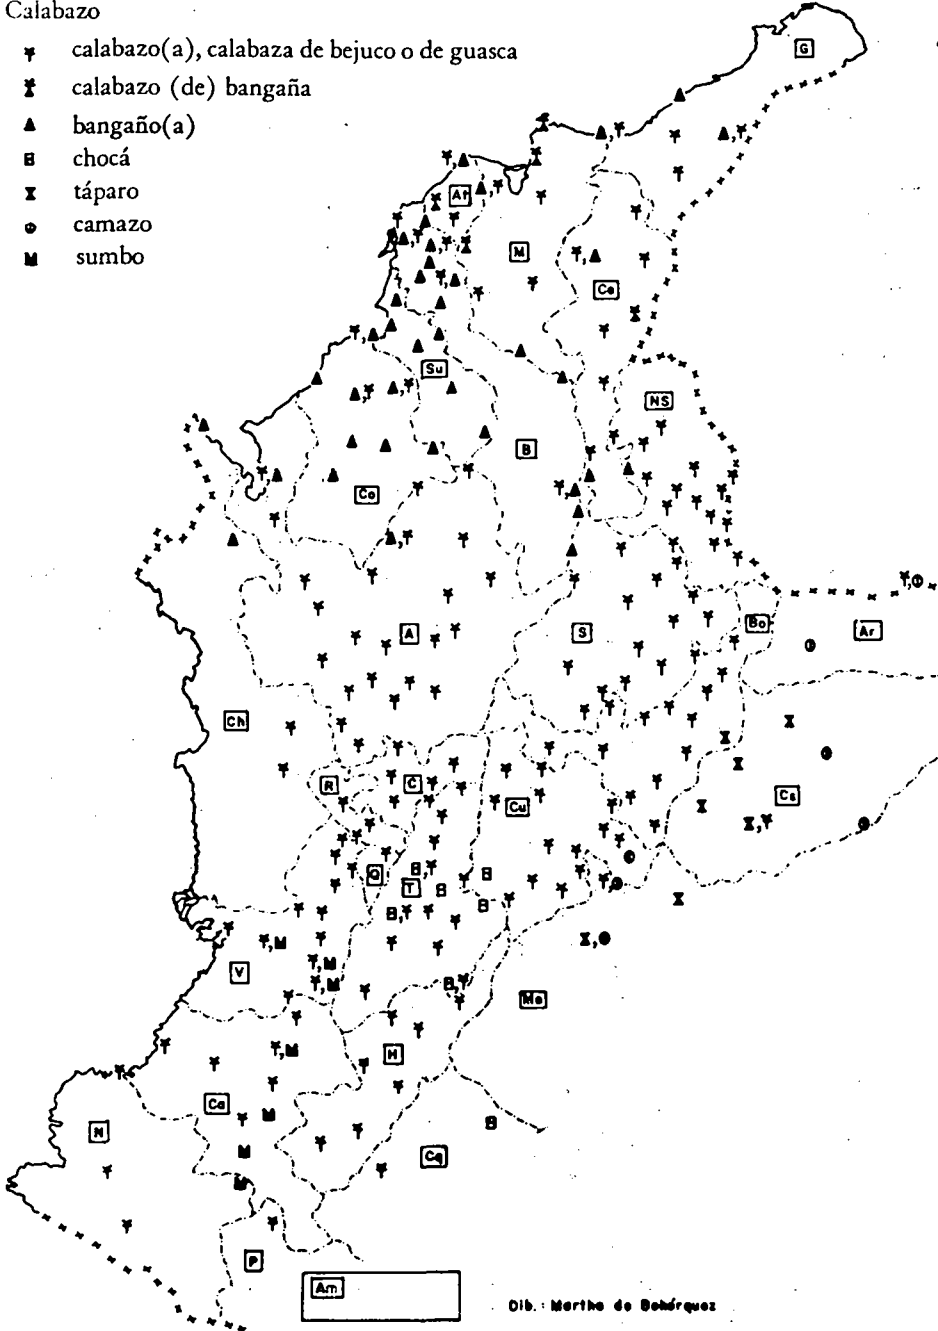 Calabazo
calabazo(a), calabaza de bejuco o de guasca
calabazo (de) bangaña
bangaño(a)
B chocá
táparo
camazo
M sumbo
G
At
M
Ce
Su
NS
B
Co
A
S
Bo
Ar
Ch
R
C
Cu
Cs
Q
T
V
Me
H
Ca
N
Cq
P
Am
Dib. : Martha de Bohórquez